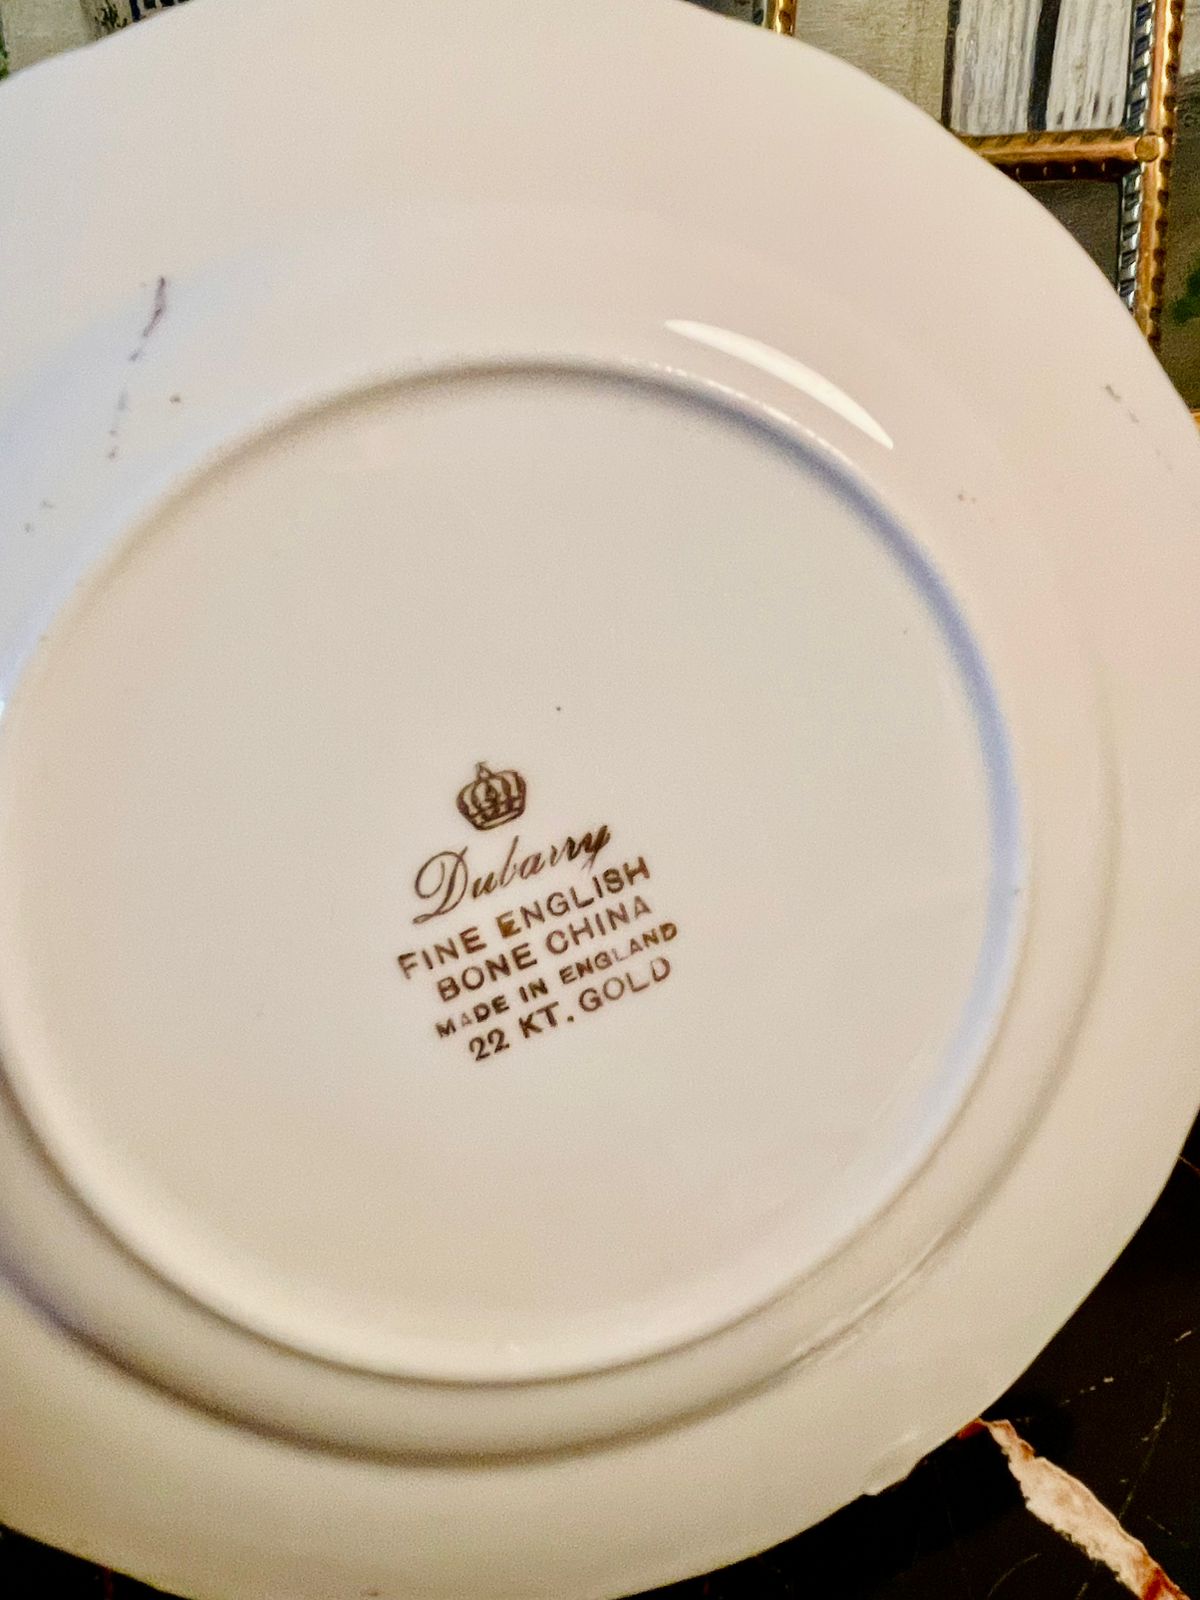 Dubarry
FINE ENGLISH
BONE CHINA
MADE IN ENGLAND
22 KT. GOLD